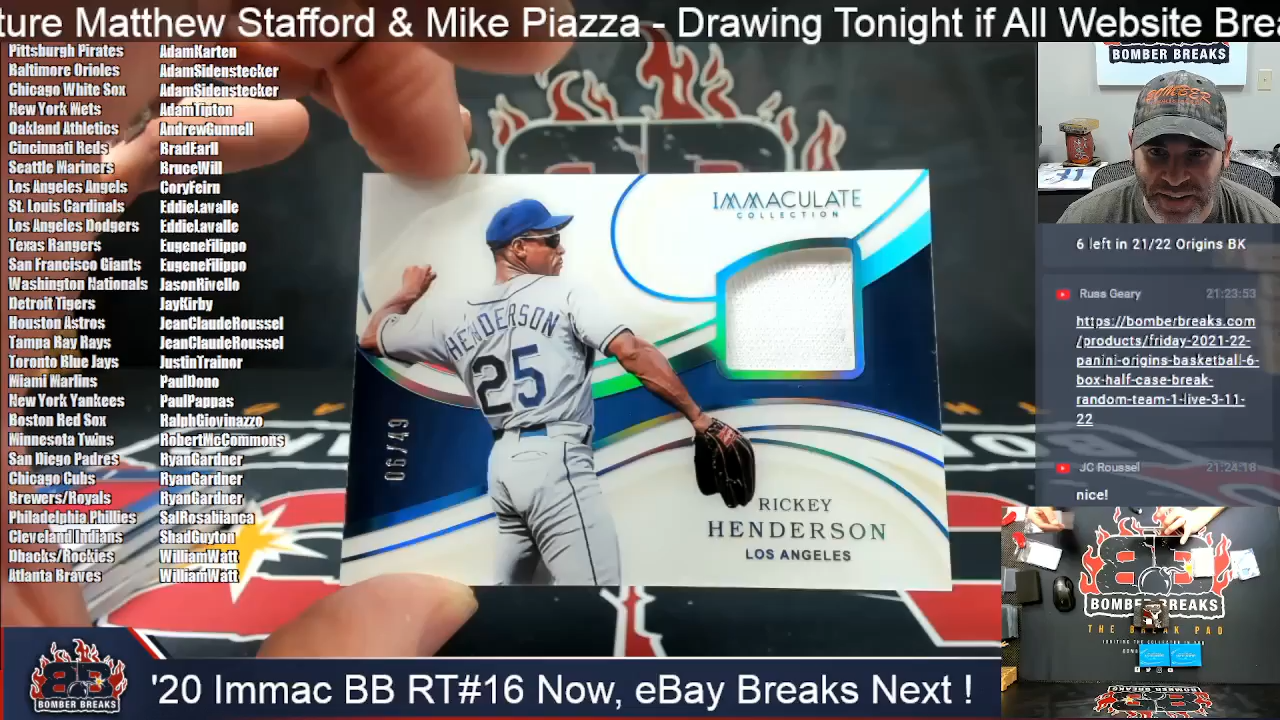 ture Matthew Stafford & Mike Piazza - Drawing Tonight if All Website Brea
Pittsburgh Pirates AdamKarten
Baltimore Orioles AdamSidenstecker
Chicago White Sox AdamSidenstecker
New York Mets AdamTipton
Oakland Athletics AndrewGunnell
Cincinnati Reds BradEarll
Seattle Mariners BruceWill
Los Angeles Angels CoryFeirn
St. Louis Cardinals EddieLavalle
Los Angeles Dodgers EddieLavalle
Texas Rangers EugeneFilippo
San Francisco Giants EugeneFilippo
Washington Nationals JasonRivello
Detroit Tigers JayKirby
Houston Astros JeanClaudeRoussel
Tampa Ray Rays JeanClaudeRoussel
Toronto Blue Jays JustinTrainor
Miami Marlins PaulDono
New York Yankees PaulPappas
Boston Red Sox RalphGiovinazzo
Minnesota Twins RobertMcCommons
San Diego Padres RyanGardner
Chicago Cubs RyanGardner
Brewers/Royals RyanGardner
Philadelphia Phillies SalRosabianca
Cleveland Indians ShadGuyton
Dbacks/Rockies WilliamWatt
Atlanta Braves WilliamWatt
IMMACULATE
COLLECTION
HENDERSON
25
06/49
RICKEY
HENDERSON
LOS ANGELES
BOMBER BREAKS
BOMBER
6 left in 21/22 Origins BK
Russ Geary 21:23:53
https://bomberbreaks.com
/products/friday-2021-22-
panini-origins-basketball-6-
box-half-case-break-
random-team-1-live-3-11-
22
JC Roussel 21:24:18
nice!
BOMBER BREAKS
THE BREAK PAD
BOMBER BREAKS
BOMBER BREAKS
'20 Immac BB RT#16 Now, eBay Breaks Next !